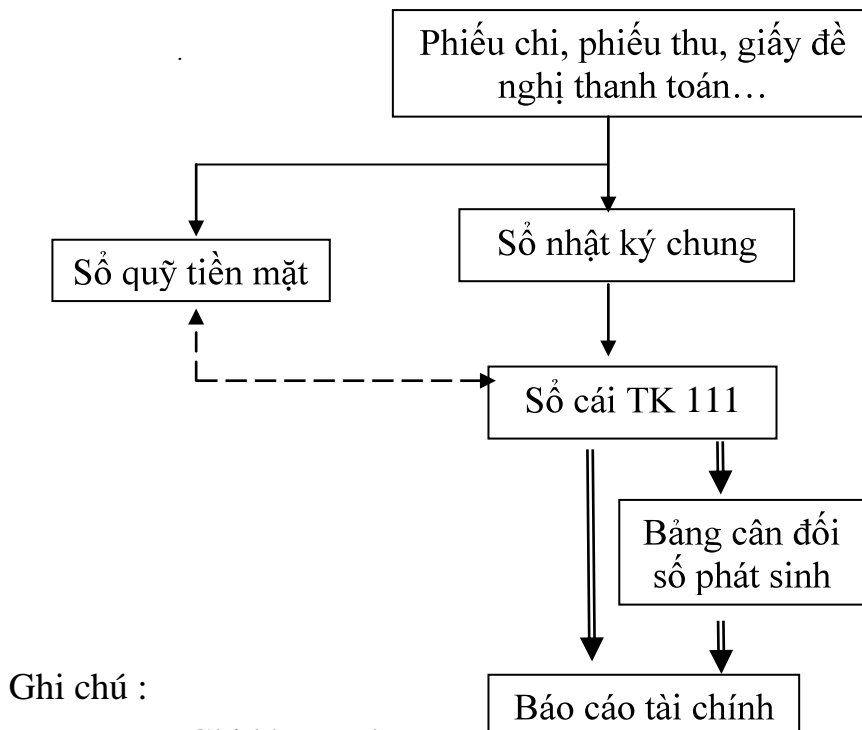 Phiếu chi, phiếu thu, giấy đề
nghị thanh toán…
Sổ nhật ký chung
Sổ quỹ tiền mặt
Sổ cái TK 111
Bảng cân đối
số phát sinh
Ghi chú :
Báo cáo tài chính